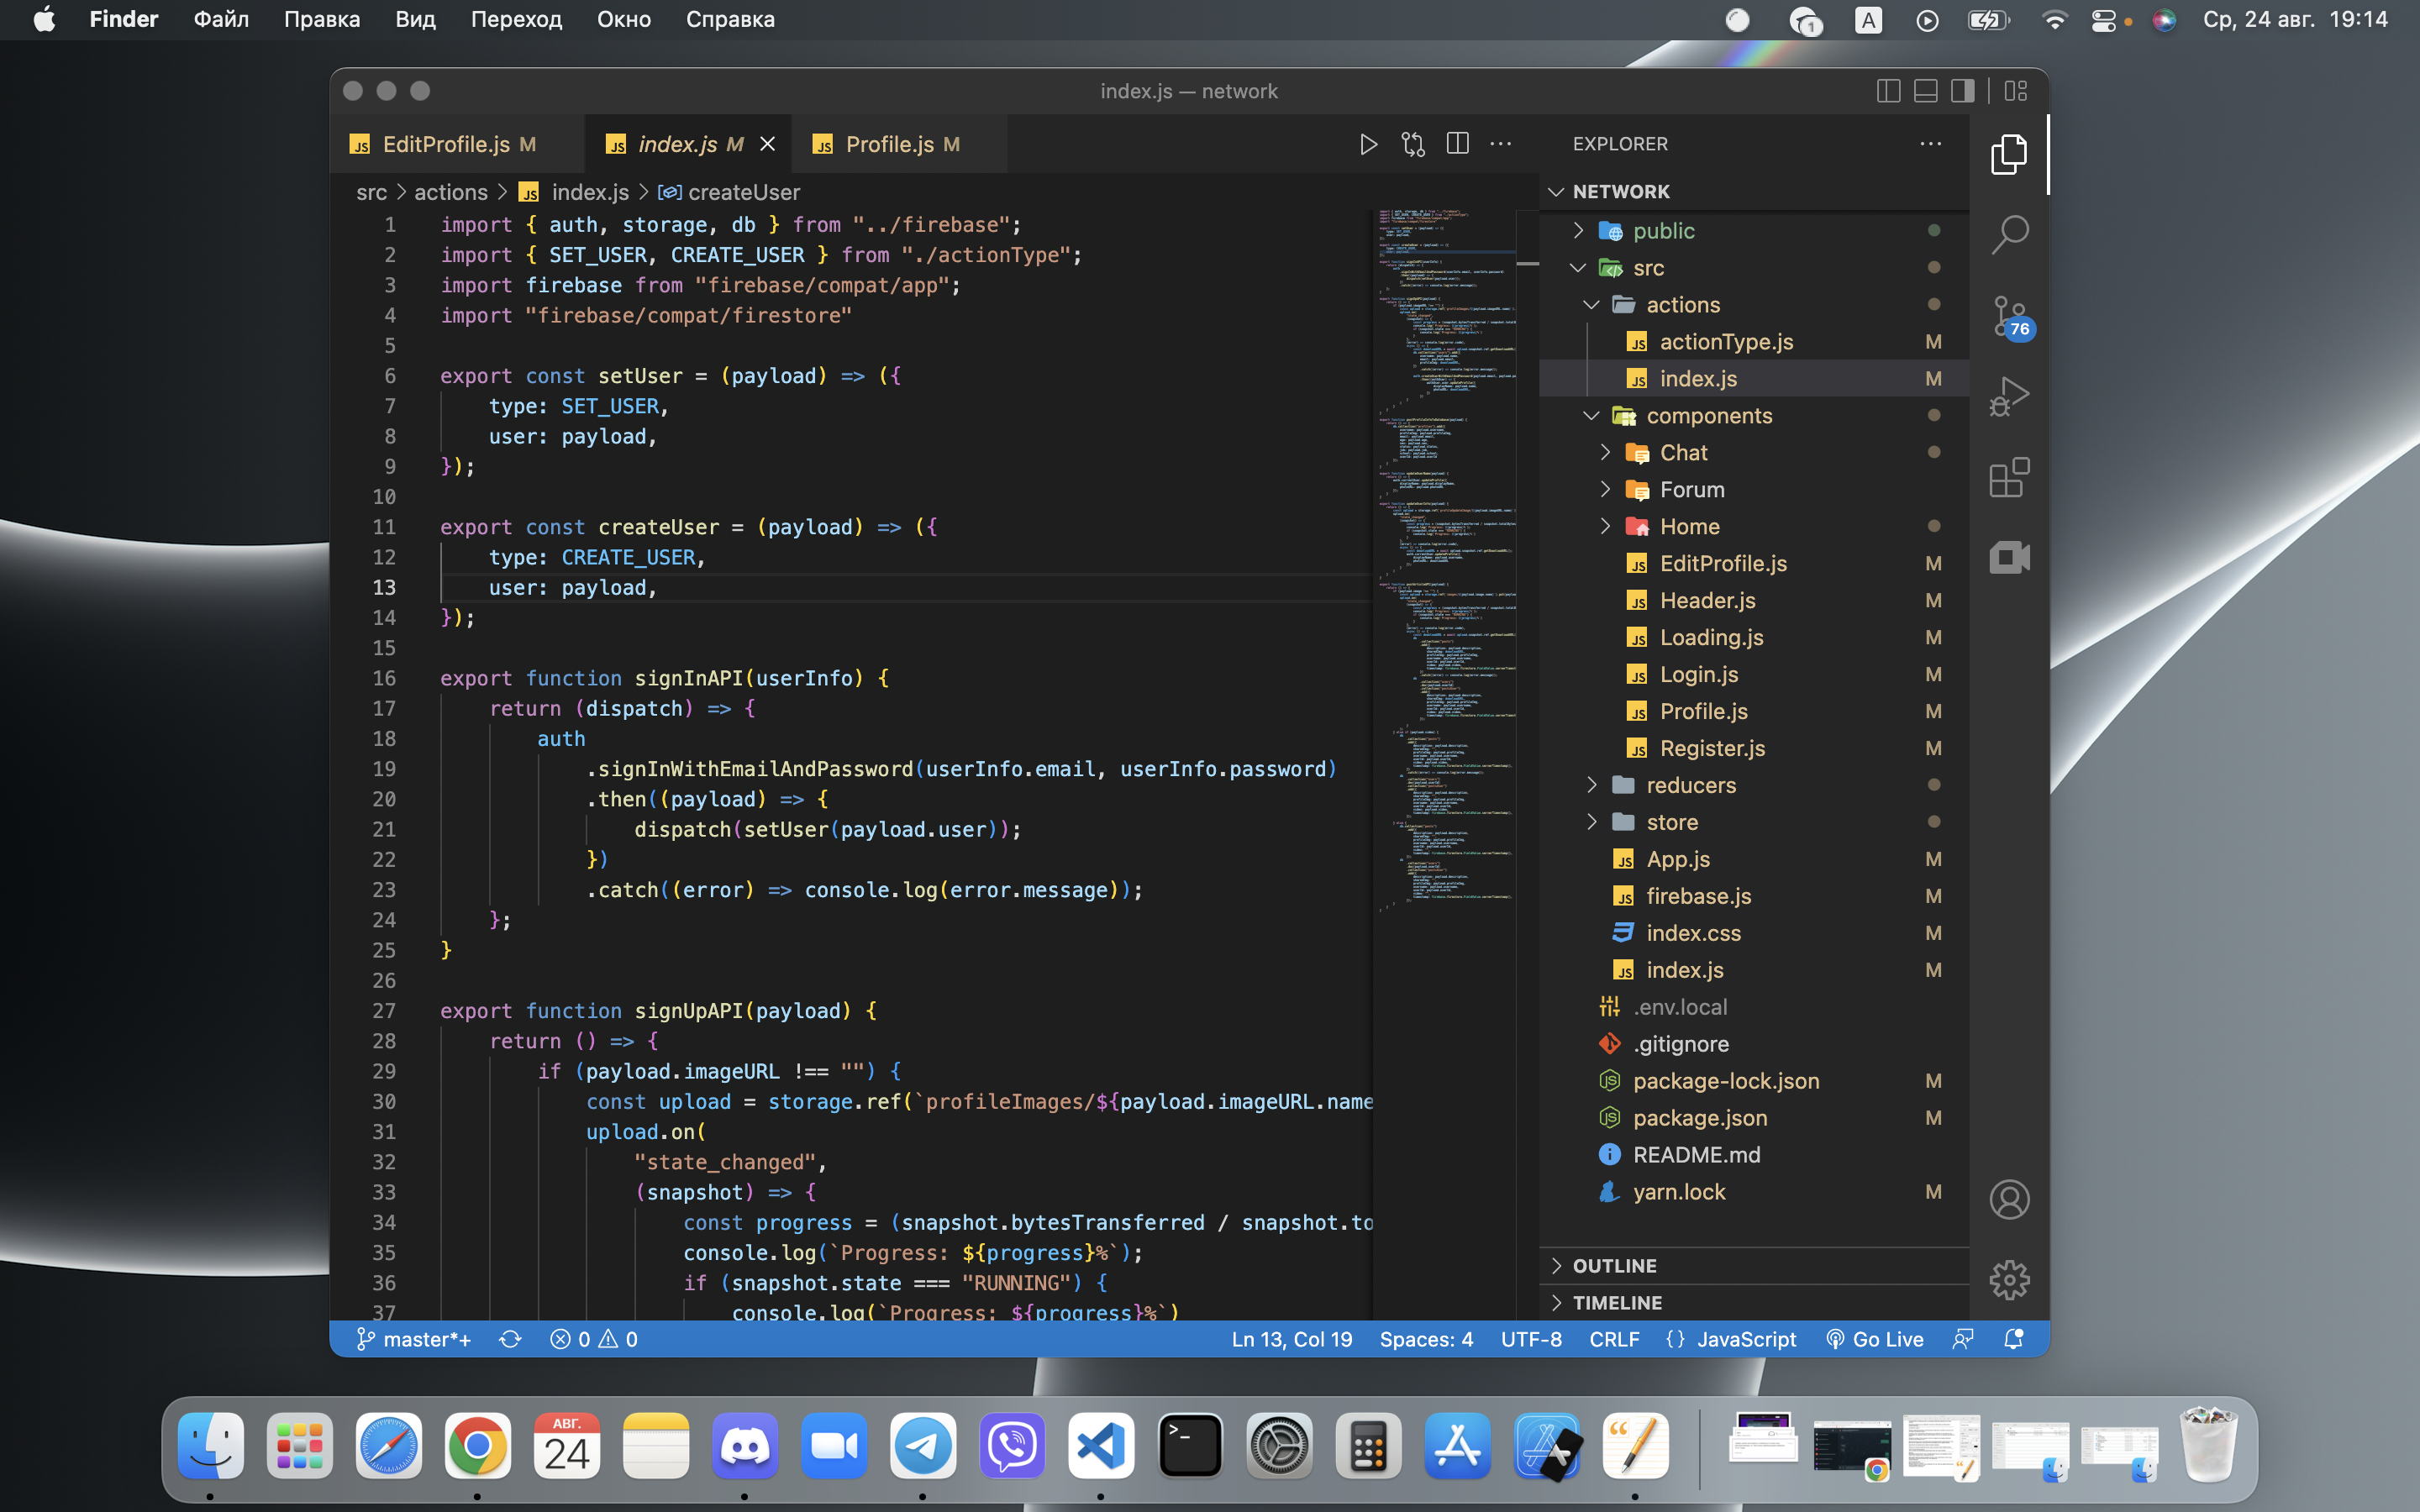 Finder Файл Правка Вид Переход Окно Справка 1 A Ср, 24 авг. 19:14
index.js — network
EditProfile.js M index.js M Profile.js M
src > actions > JS index.js > createUser
1 import { auth, storage, db } from "../firebase";
2 import { SET_USER, CREATE_USER } from "./actionType";
3 import firebase from "firebase/compat/app";
4 import "firebase/compat/firestore"
5
6 export const setUser = (payload) => ({
7 type: SET_USER,
8 user: payload,
9 });
10
11 export const createUser = (payload) => ({
12 type: CREATE_USER,
13 user: payload,
14 });
15
16 export function signInAPI(userInfo) {
17 return (dispatch) => {
18 auth
19 .signInWithEmailAndPassword(userInfo.email, userInfo.password)
20 .then((payload) => {
21 dispatch(setUser(payload.user));
22 })
23 .catch((error) => console.log(error.message));
24 };
25 }
26
27 export function signUpAPI(payload) {
28 return () => {
29 if (payload.imageURL !== "") {
30 const upload = storage.ref(`profileImages/${payload.imageURL.name
31 upload.on(
32 "state_changed",
33 (snapshot) => {
34 const progress = (snapshot.bytesTransferred / snapshot.to
35 console.log(`Progress: ${progress}%`);
36 if (snapshot.state === "RUNNING") {
37 console.log(`Progress: ${progress}%`)
EXPLORER
NETWORK
public
src
actions
actionType.js M
index.js M
components
Chat
Forum
Home
EditProfile.js M
Header.js M
Loading.js M
Login.js M
Profile.js M
Register.js M
reducers
store
App.js M
firebase.js M
index.css M
index.js M
.env.local
.gitignore
package-lock.json M
package.json M
README.md
yarn.lock M
OUTLINE
TIMELINE
76
master*+ 0 0 Ln 13, Col 19 Spaces: 4 UTF-8 CRLF {} JavaScript Go Live
АВГ.
24